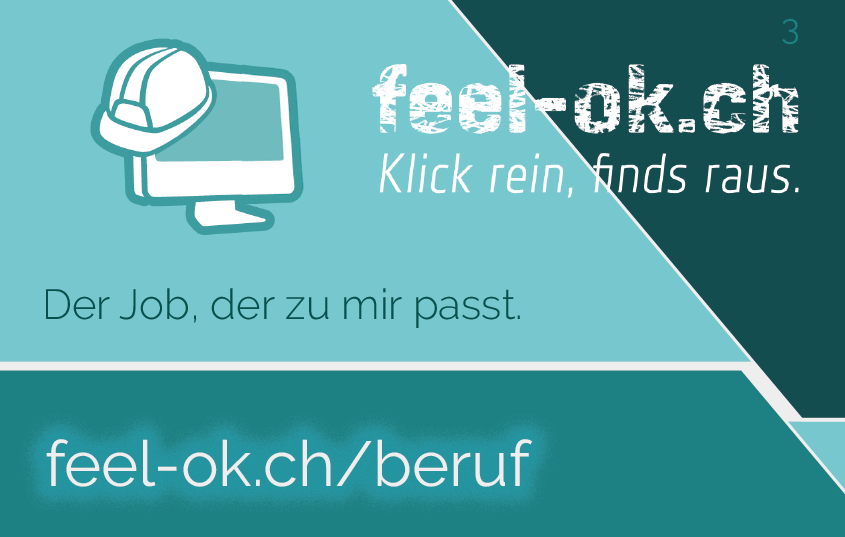 3
feel-ok.ch
Klick rein, finds raus.
Der Job, der zu mir passt.
feel-ok.ch/beruf